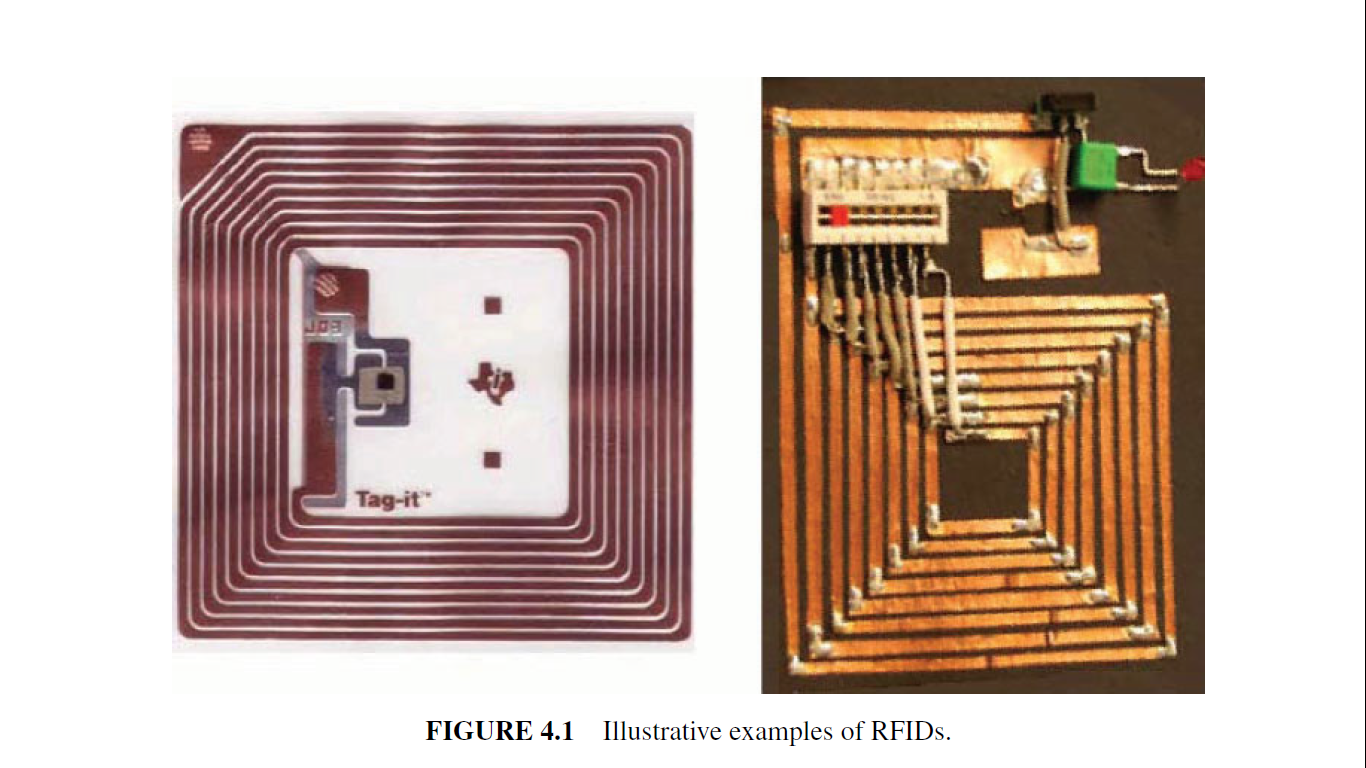 Tag-it™
FIGURE 4.1 Illustrative examples of RFIDs.